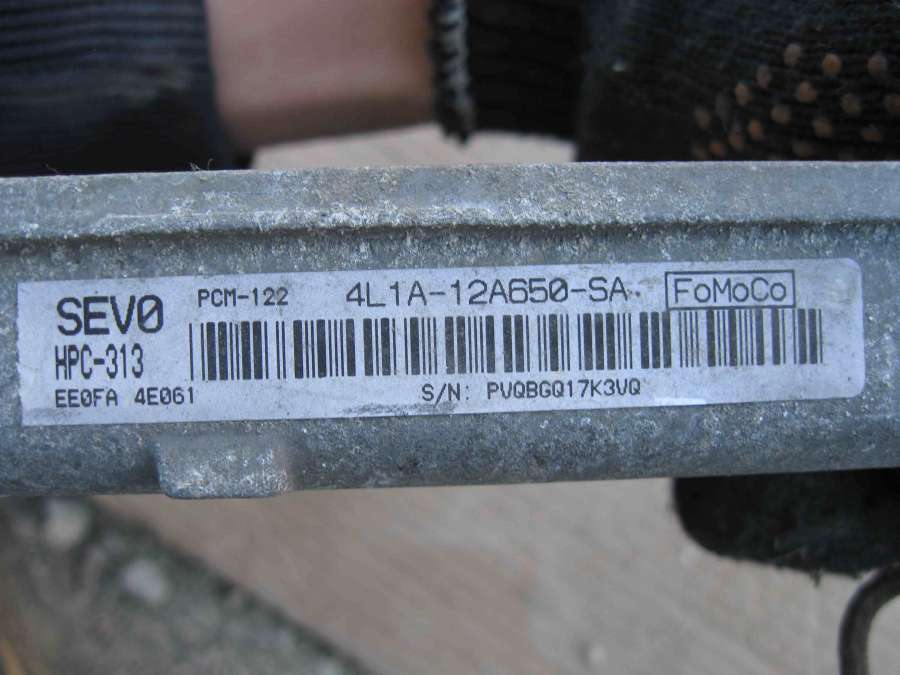 SEV0 PCM-122 4L1A-12A650-SA FoMoCo
HPC-313
EE0FA 4E061 S/N: PVQBGQ17K3VQ